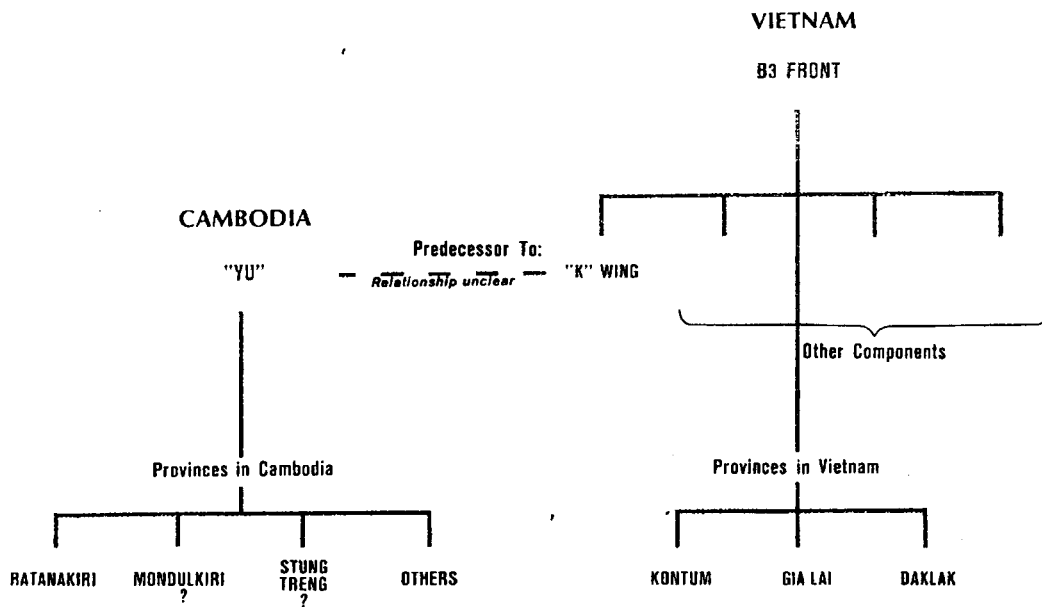 VIETNAM
B3 FRONT
CAMBODIA
"YU"
Predecessor To:
Relationship unclear
"K" WING
Other Components
Provinces in Cambodia
Provinces in Vietnam
RATANAKIRI
MONDULKIRI
?
STUNG
TRENG
?
OTHERS
KONTUM
GIA LAI
DAKLAK